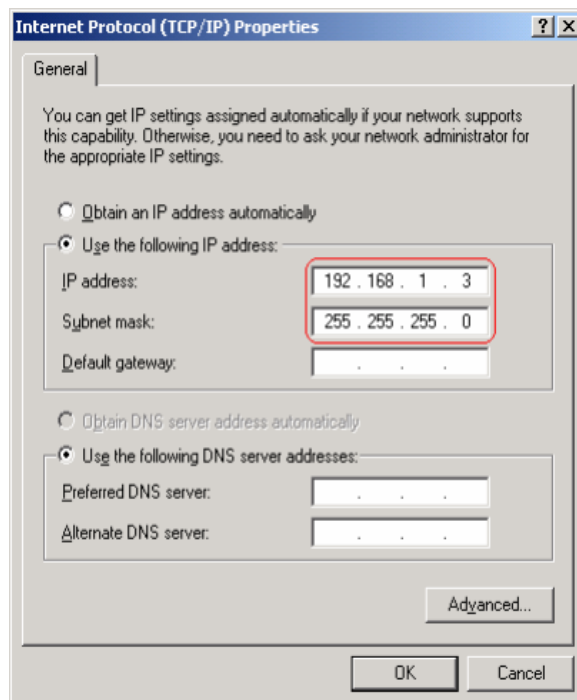 Internet Protocol (TCP/IP) Properties
General
You can get IP settings assigned automatically if your network supports
this capability. Otherwise, you need to ask your network administrator for
the appropriate IP settings.
Obtain an IP address automatically
Use the following IP address:
IP address: 192 . 168 . 1 . 3
Subnet mask: 255 . 255 . 255 . 0
Default gateway: . . .
Obtain DNS server address automatically
Use the following DNS server addresses:
Preferred DNS server: . . .
Alternate DNS server: . . .
Advanced...
OK Cancel